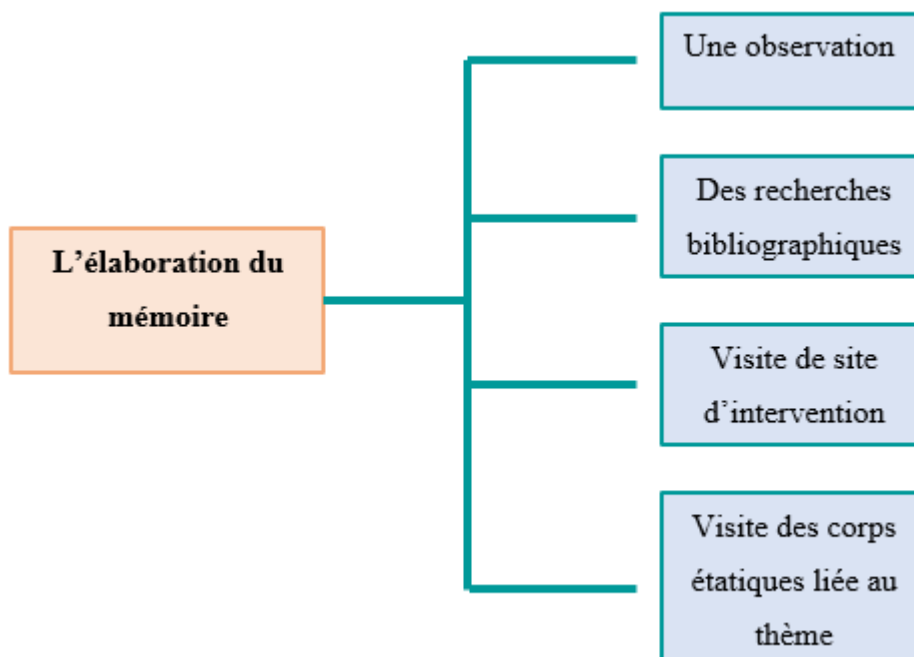 L’élaboration du
mémoire
Une observation
Des recherches
bibliographiques
Visite de site
d’intervention
Visite des corps
étatiques liée au
thème